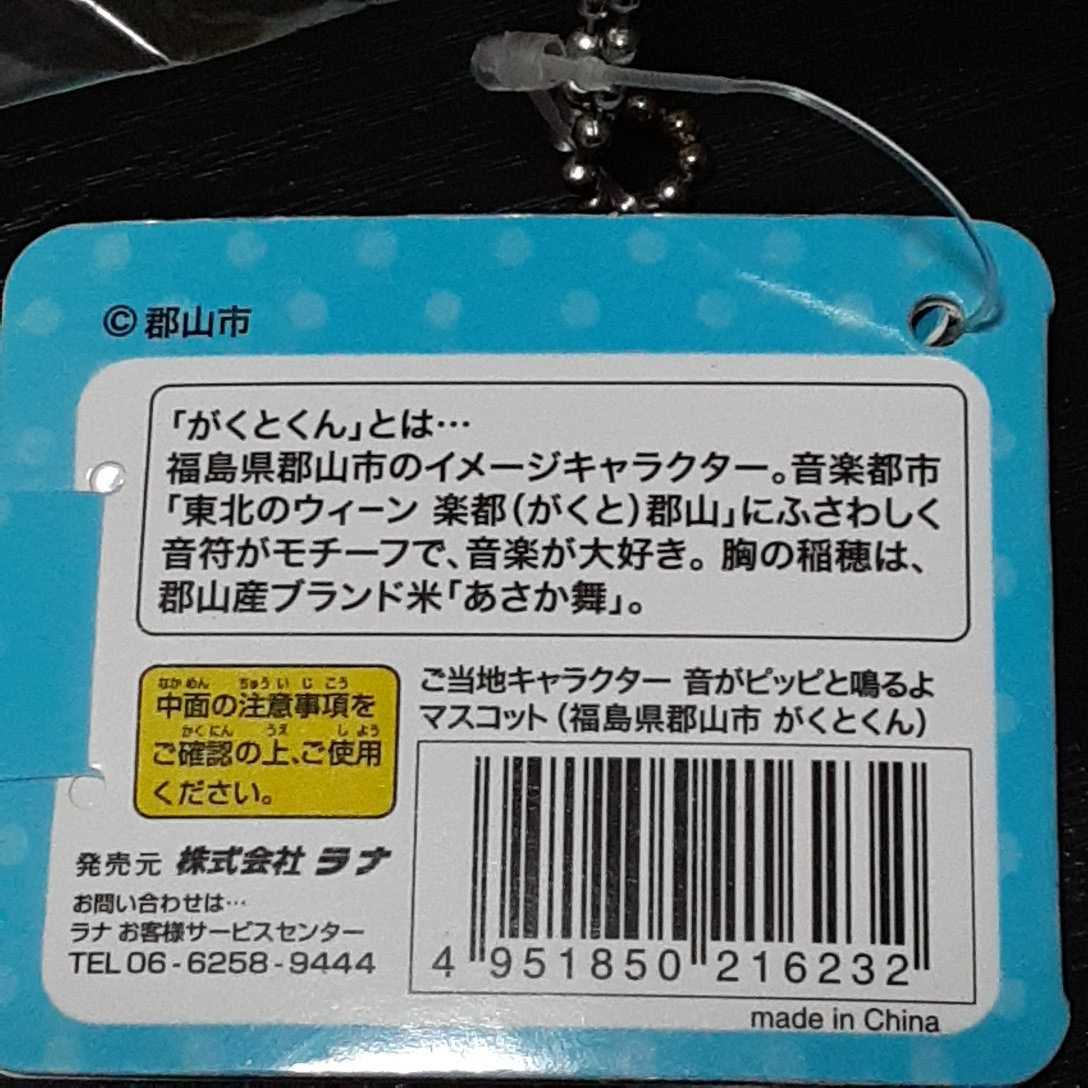 ©郡山市
「がくとくん」とは…
福島県郡山市のイメージキャラクター。音楽都市
「東北のウィーン 楽都(がくと)郡山」にふさわしく
音符がモチーフで、音楽が大好き。胸の稲穂は、
郡山産ブランド米「あさか舞」。
なかめん ちゅういじこう
中面の注意事項を
かくにん うえ しよう
ご確認の上、ご使用
ください。
ご当地キャラクター 音がピッピと鳴るよ
マスコット(福島県郡山市 がくとくん)
発売元 株式会社 ラナ
お問い合わせは…
ラナ お客様サービスセンター
TEL 06-6258-9444
4 951850 216232
made in China